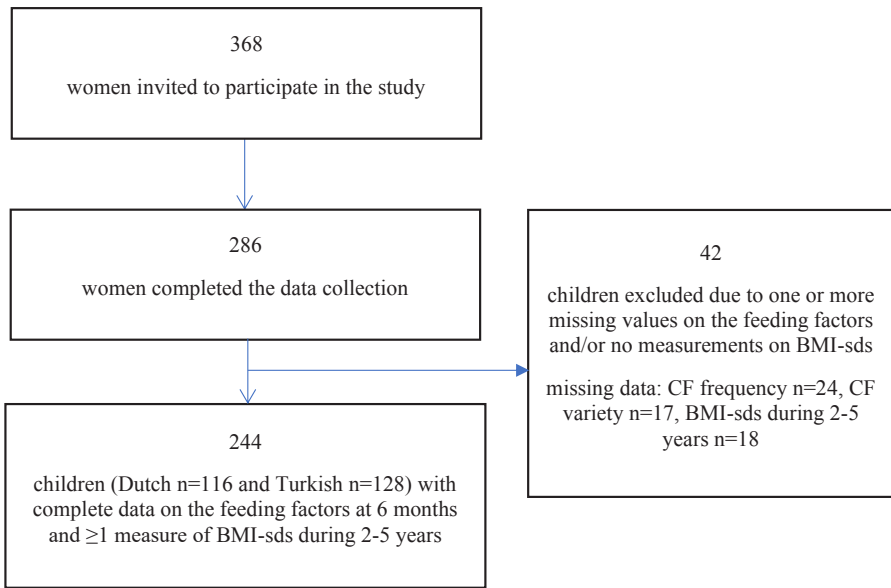 368
women invited to participate in the study
286
women completed the data collection
42
children excluded due to one or more
missing values on the feeding factors
and/or no measurements on BMI-sds
missing data: CF frequency n=24, CF
variety n=17, BMI-sds during 2-5
years n=18
244
children (Dutch n=116 and Turkish n=128) with
complete data on the feeding factors at 6 months
and ≥1 measure of BMI-sds during 2-5 years